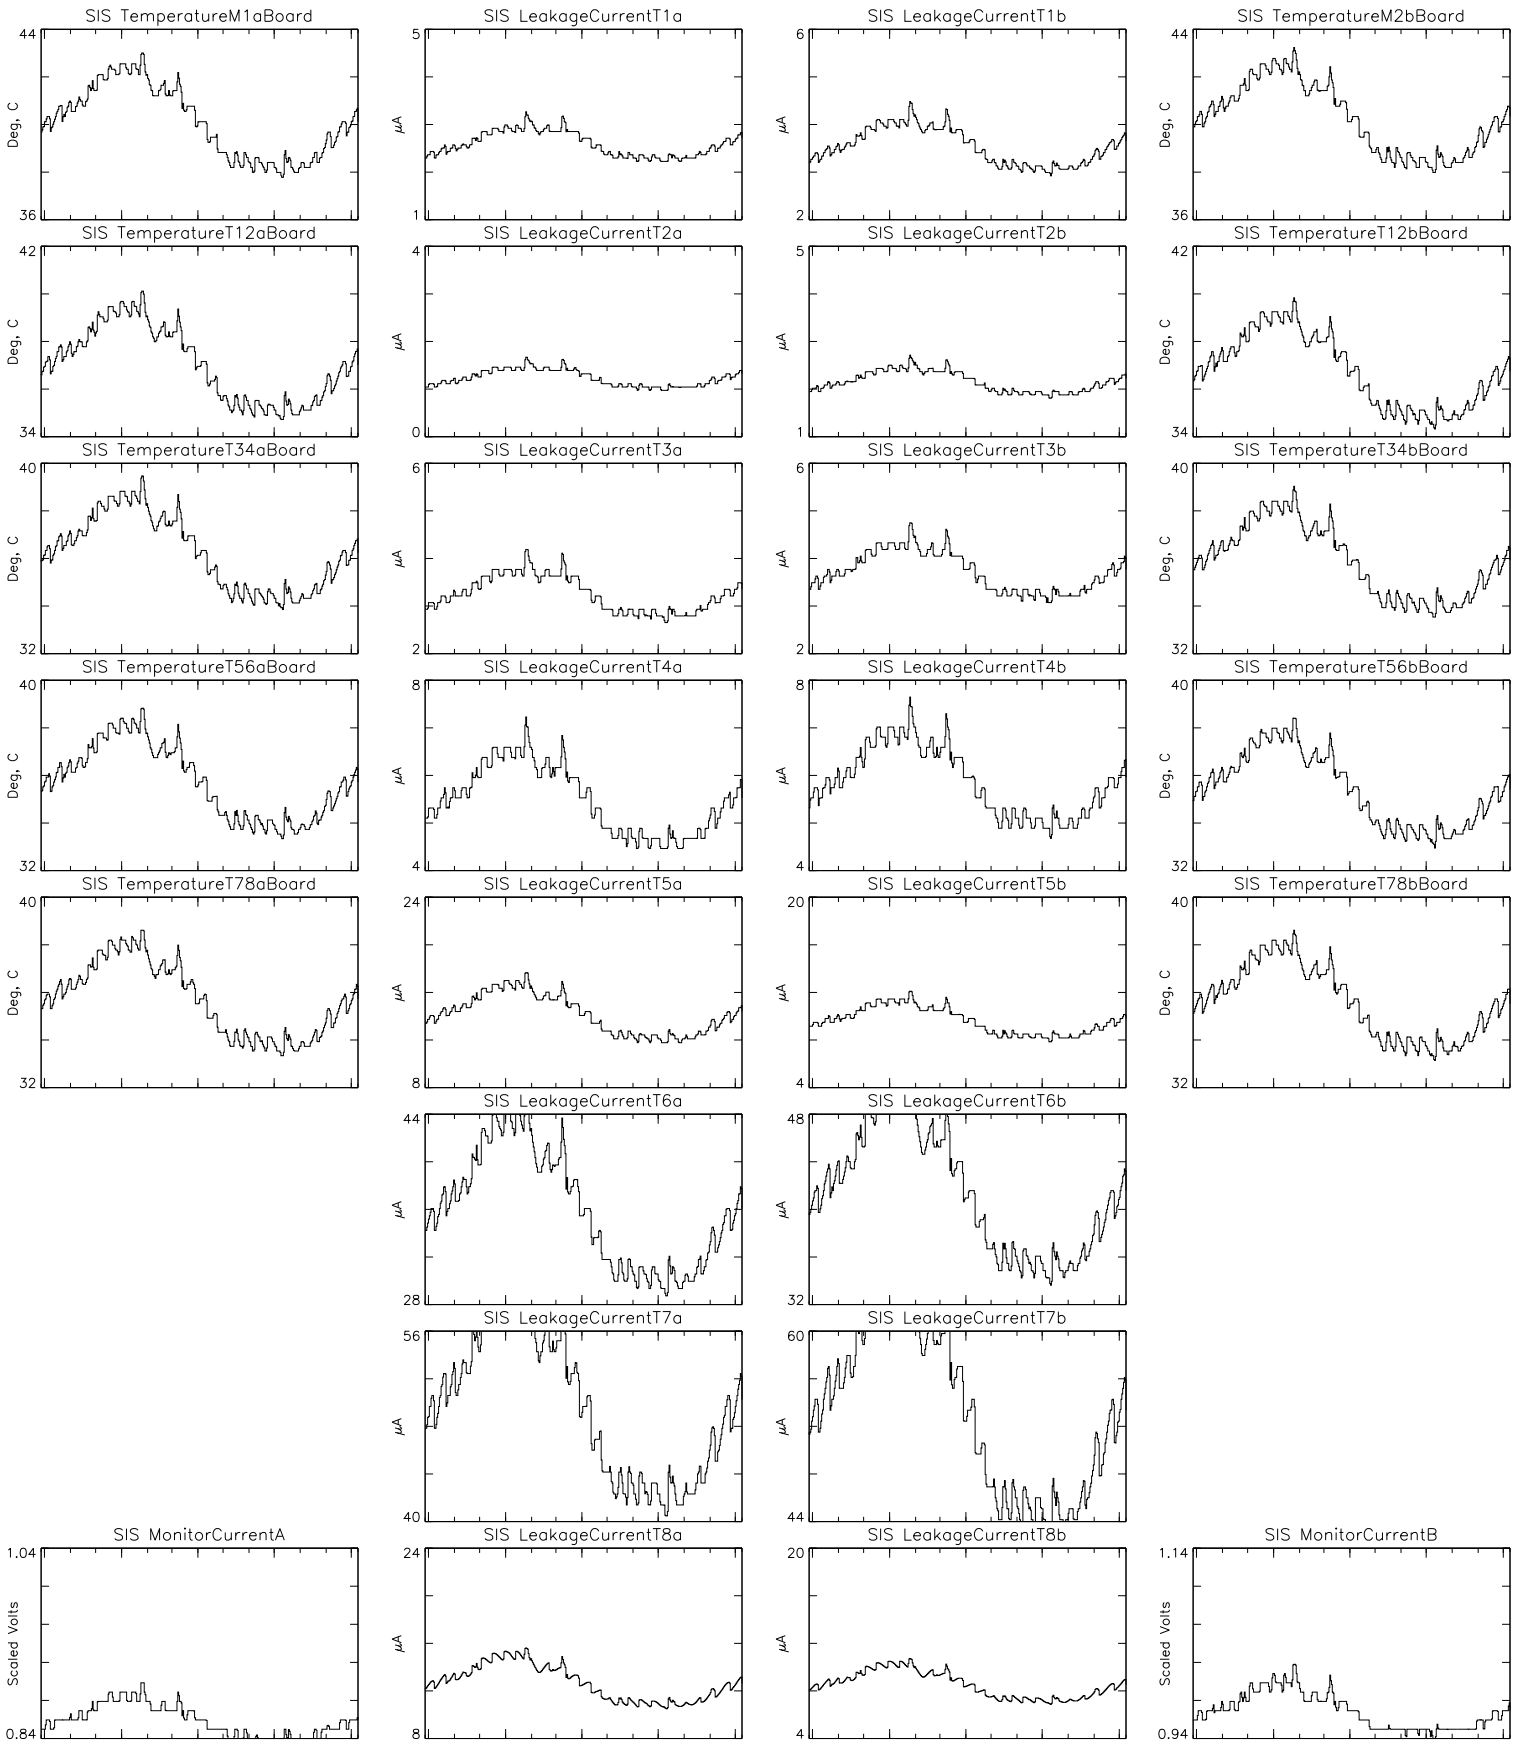 SIS TemperatureM1aBoard
SIS LeakageCurrentT1a
SIS LeakageCurrentT1b
SIS TemperatureM2bBoard
44
Deg, C
36
5
μA
1
6
μA
2
44
Deg, C
36
SIS TemperatureT12aBoard
SIS LeakageCurrentT2a
SIS LeakageCurrentT2b
SIS TemperatureT12bBoard
42
Deg, C
34
4
μA
0
5
μA
1
42
Deg, C
34
SIS TemperatureT34aBoard
SIS LeakageCurrentT3a
SIS LeakageCurrentT3b
SIS TemperatureT34bBoard
40
Deg, C
32
6
μA
2
6
μA
2
40
Deg, C
32
SIS TemperatureT56aBoard
SIS LeakageCurrentT4a
SIS LeakageCurrentT4b
SIS TemperatureT56bBoard
40
Deg, C
32
8
μA
4
8
μA
4
40
Deg, C
32
SIS TemperatureT78aBoard
SIS LeakageCurrentT5a
SIS LeakageCurrentT5b
SIS TemperatureT78bBoard
40
Deg, C
32
24
μA
8
20
μA
4
40
Deg, C
32
SIS LeakageCurrentT6a
SIS LeakageCurrentT6b
44
μA
28
48
μA
32
SIS LeakageCurrentT7a
SIS LeakageCurrentT7b
56
μA
40
60
μA
44
SIS MonitorCurrentA
SIS LeakageCurrentT8a
SIS LeakageCurrentT8b
SIS MonitorCurrentB
1.04
Scaled Volts
0.84
24
μA
8
20
μA
4
1.14
Scaled Volts
0.94